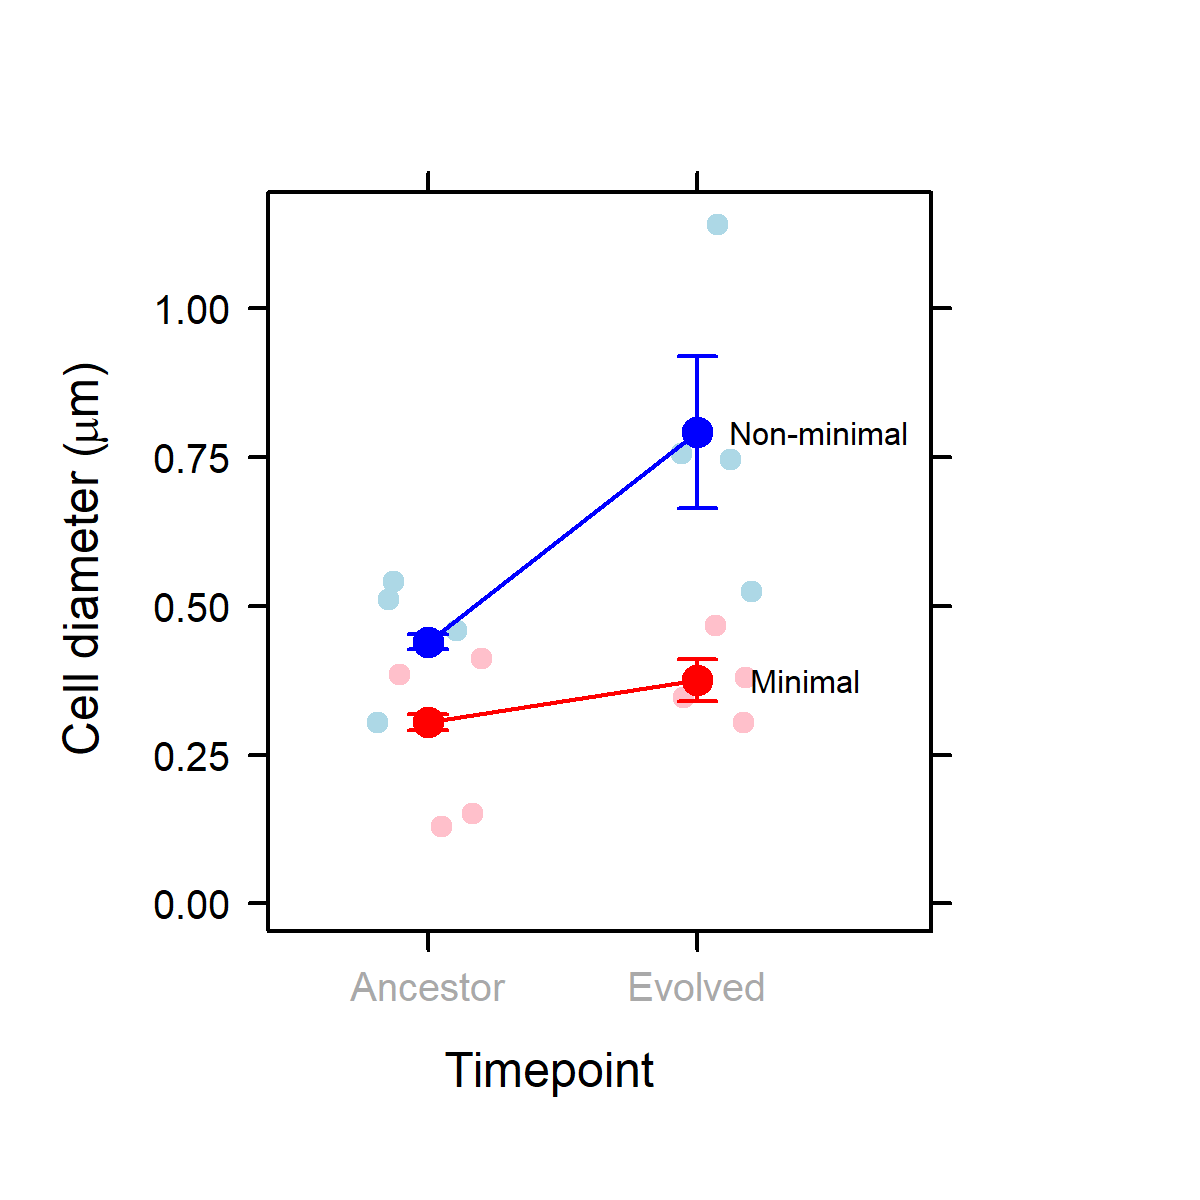 1.00
0.75
0.50
0.25
0.00
Cell diameter (μm)
Non-minimal
Minimal
Ancestor Evolved
Timepoint